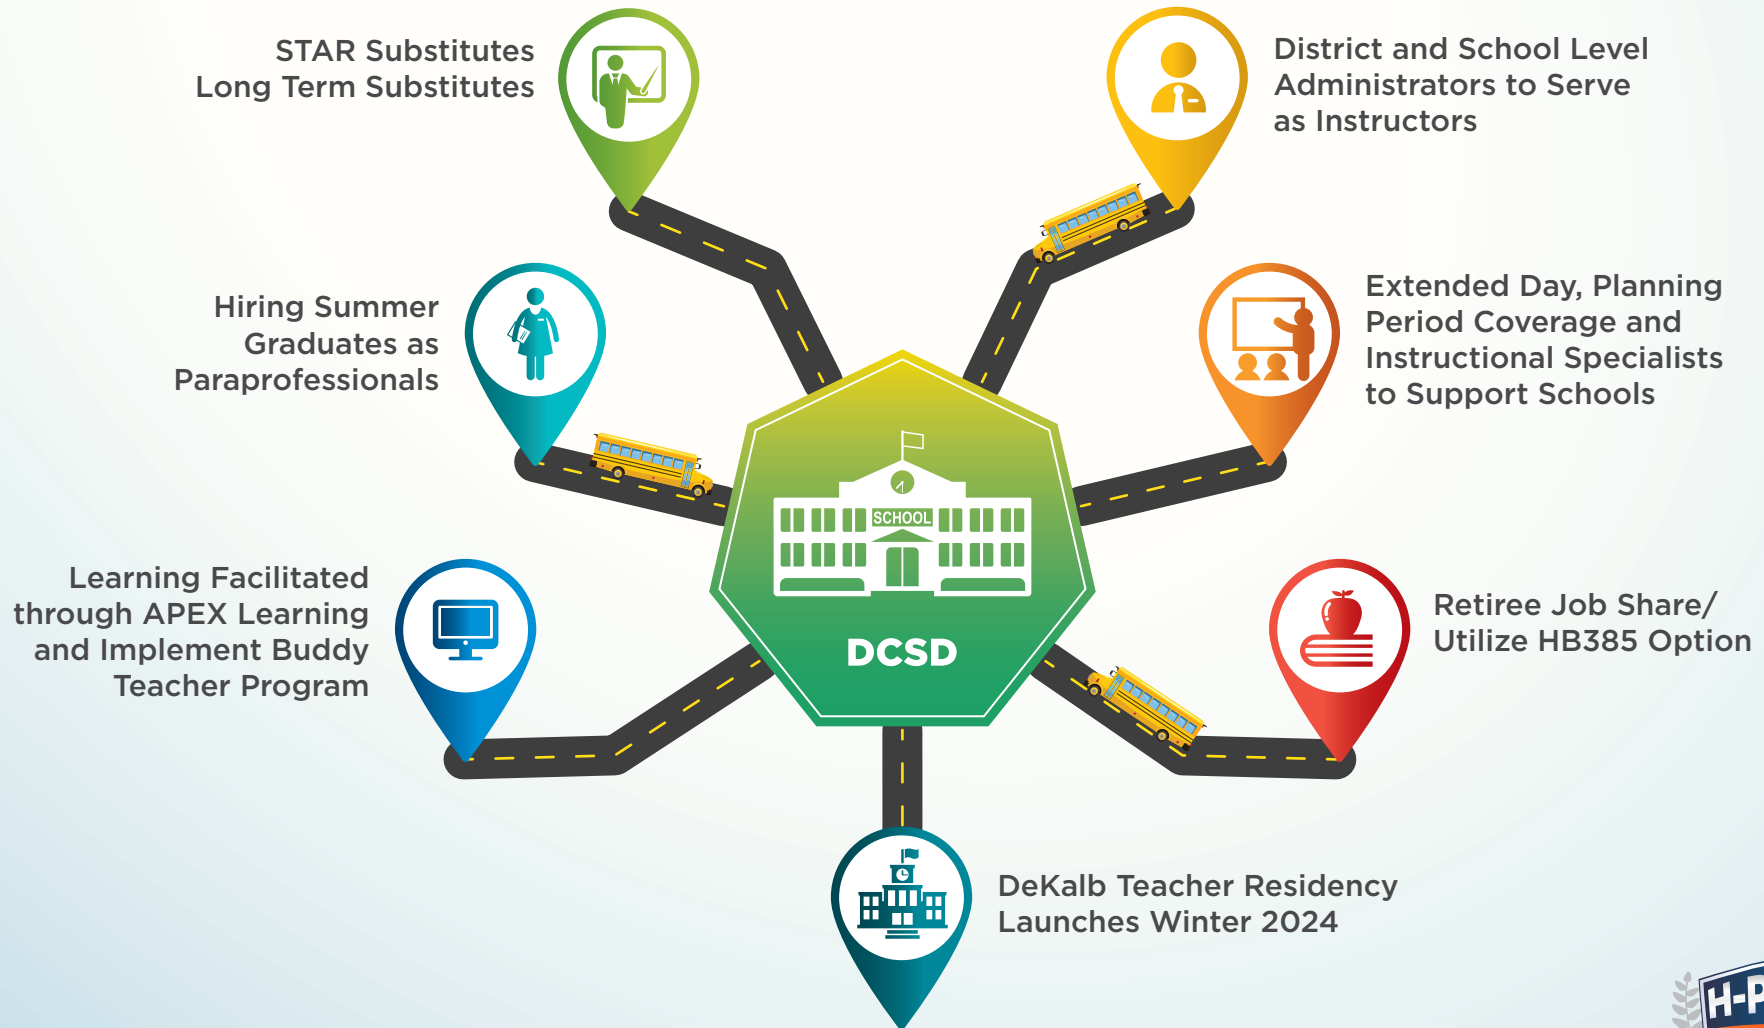 STAR Substitutes
Long Term Substitutes
District and School Level
Administrators to Serve
as Instructors
Hiring Summer
Graduates as
Paraprofessionals
Extended Day, Planning
Period Coverage and
Instructional Specialists
to Support Schools
SCHOOL
DCSD
Learning Facilitated
through APEX Learning
and Implement Buddy
Teacher Program
Retiree Job Share/
Utilize HB385 Option
DeKalb Teacher Residency
Launches Winter 2024